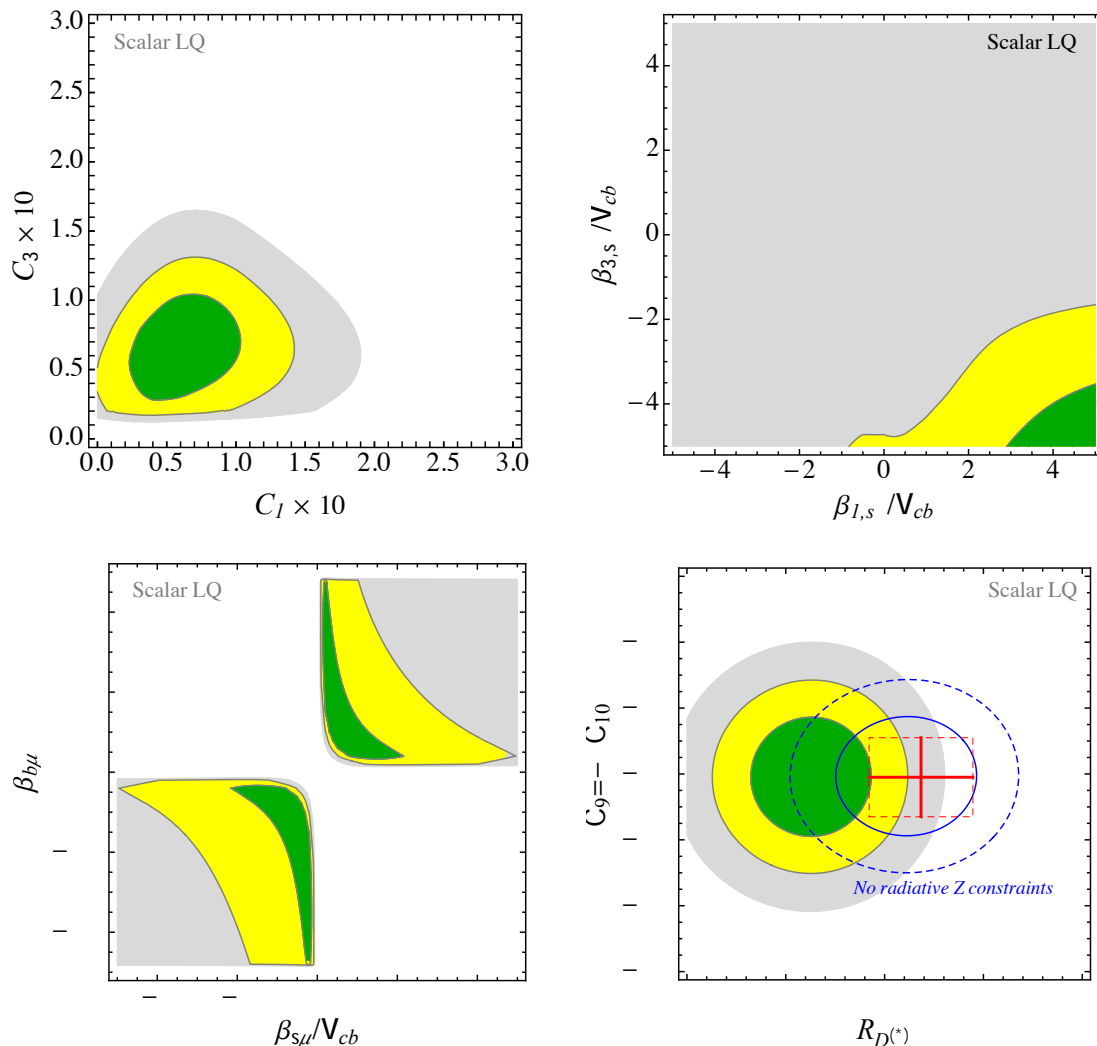 Scalar LQ
3.0
2.5
2.0
1.5
1.0
0.5
0.0
C₃ × 10
0.0 0.5 1.0 1.5 2.0 2.5 3.0
C₁ × 10
Scalar LQ
4
2
0
−2
−4
β₃,s /Vcb
−4 −2 0 2 4
β₁,s /Vcb
Scalar LQ
βbμ
−
−
− −
βsμ/Vcb
Scalar LQ
C₉=− C₁₀
−
−
−
−
−
−
No radiative Z constraints
R_D(*)